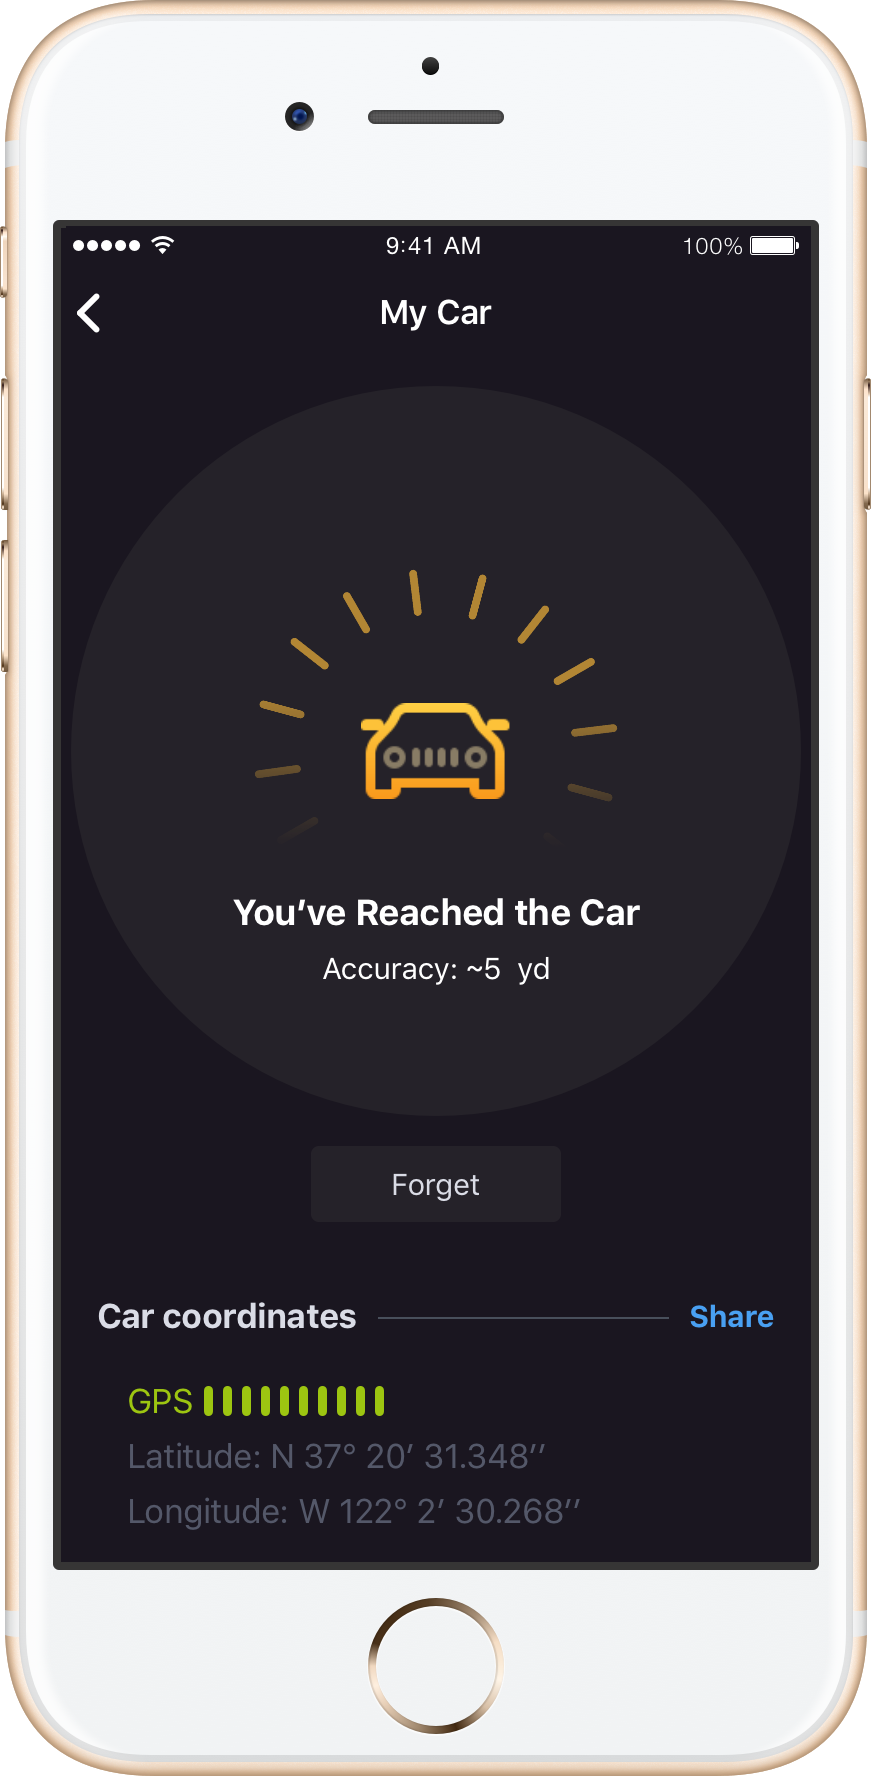 9:41 AM 100%
My Car
You’ve Reached the Car
Accuracy: ~5 yd
Forget
Car coordinates Share
GPS
Latitude: N 37° 20′ 31.348′′
Longitude: W 122° 2′ 30.268′′